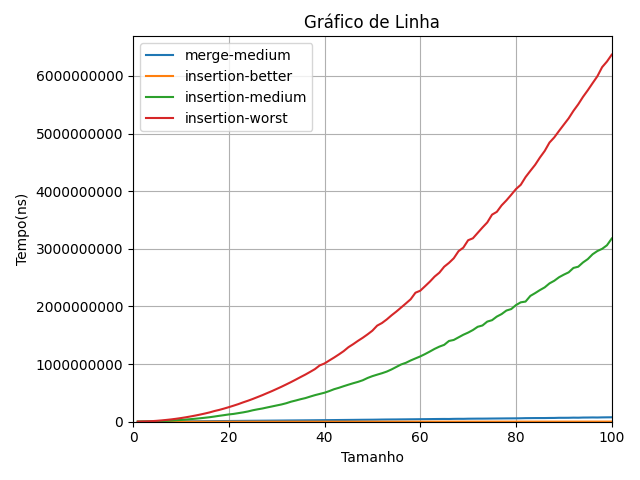 Gráfico de Linha
merge-medium
insertion-better
insertion-medium
insertion-worst
6000000000
5000000000
4000000000
3000000000
2000000000
1000000000
0
Tempo(ns)
0 20 40 60 80 100
Tamanho